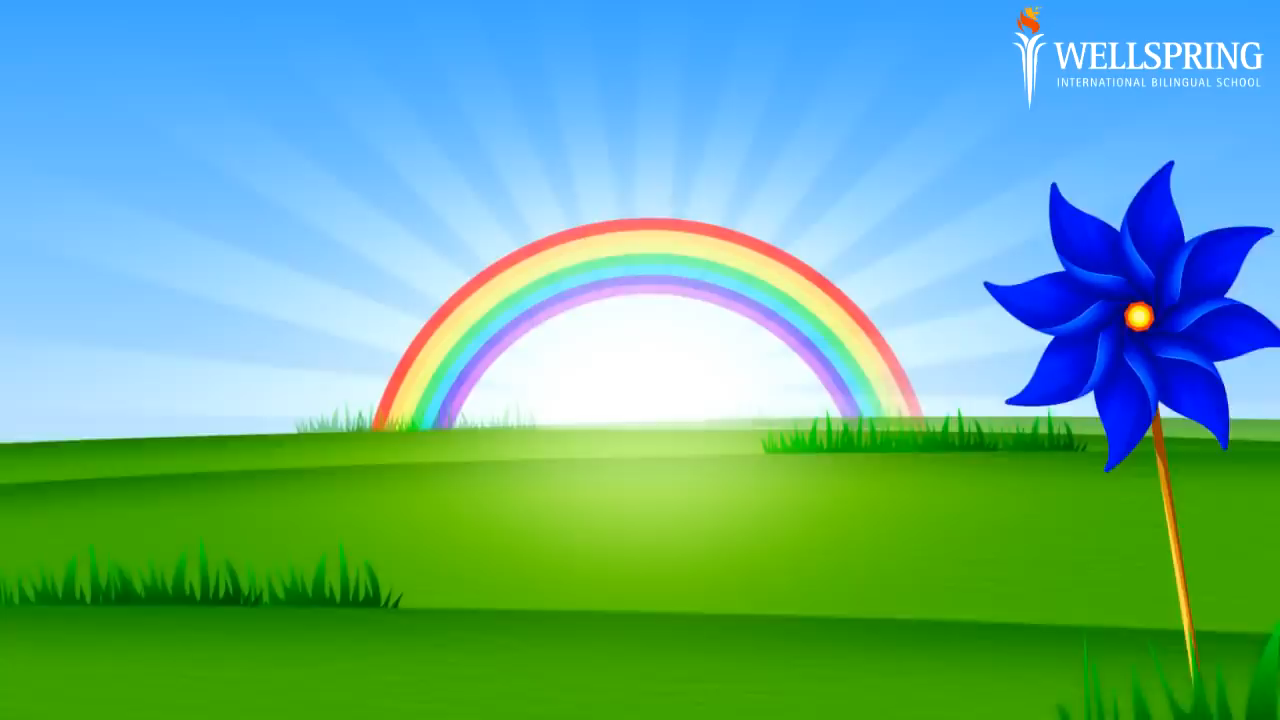 WELLSPRING
INTERNATIONAL BILINGUAL SCHOOL